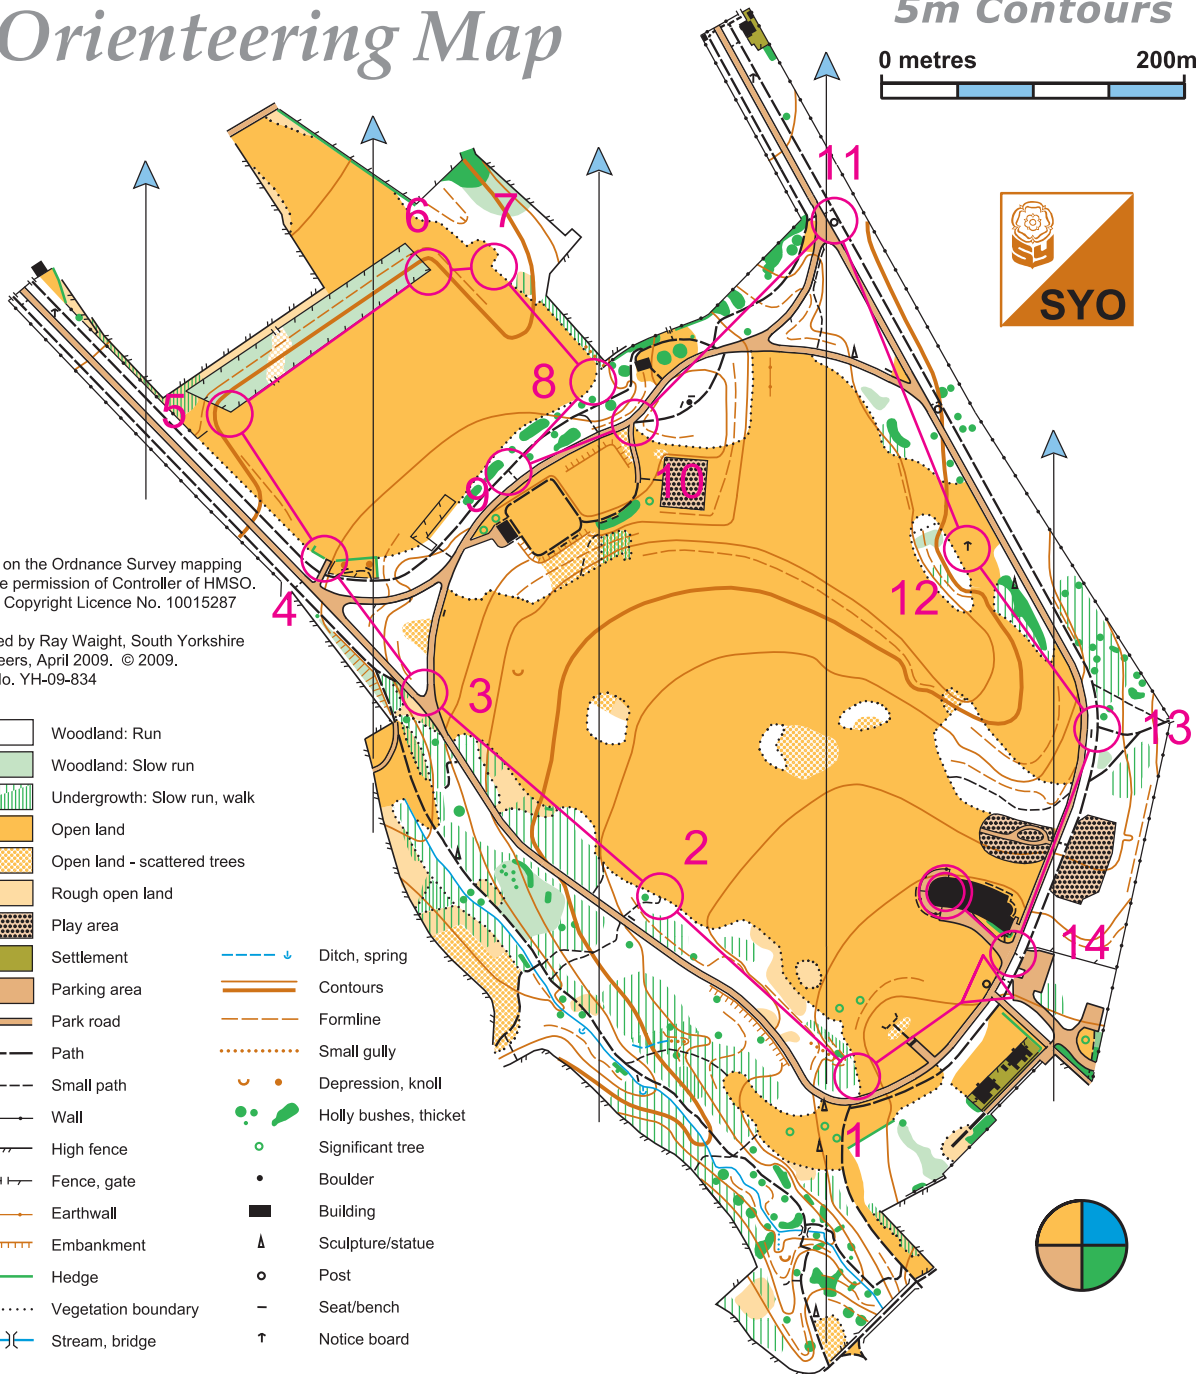 Orienteering Map
5m Contours
0 metres 200m
11
6
7
SYO
8
5
10
9
on the Ordnance Survey mapping
permission of Controller of HMSO.
Copyright Licence No. 10015287
12
4
by Ray Waight, South Yorkshire
April 2009. © 2009.
YH-09-834
3
13
2
14
1
Woodland: Run
Woodland: Slow run
Undergrowth: Slow run, walk
Open land
Open land - scattered trees
Rough open land
Play area
Settlement
Parking area
Park road
Path
Small path
Wall
High fence
Fence, gate
Earthwall
Embankment
Hedge
Vegetation boundary
Stream, bridge
Ditch, spring
Contours
Formline
Small gully
Depression, knoll
Holly bushes, thicket
Significant tree
Boulder
Building
Sculpture/statue
Post
Seat/bench
Notice board